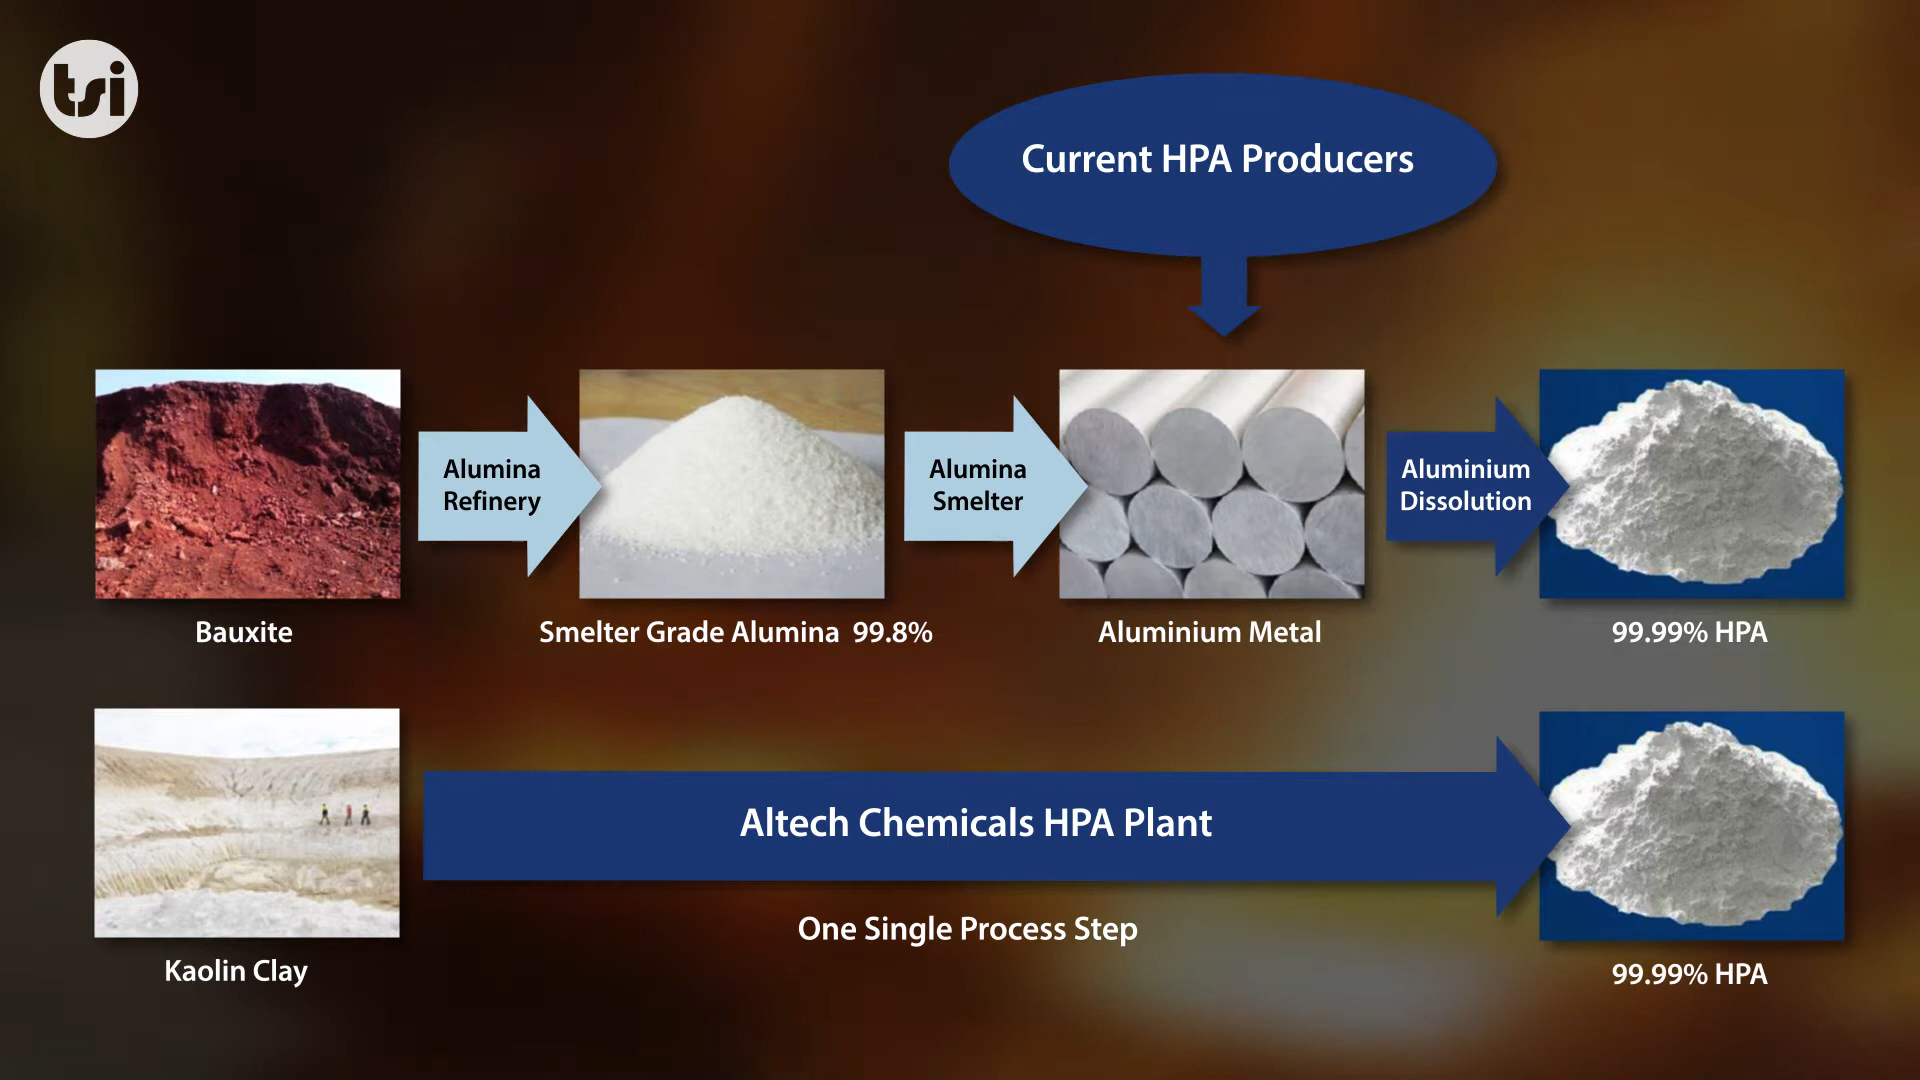 tsi
Current HPA Producers
Alumina
Refinery
Alumina
Smelter
Aluminium
Dissolution
Bauxite
Smelter Grade Alumina 99.8%
Aluminium Metal
99.99% HPA
Altech Chemicals HPA Plant
One Single Process Step
Kaolin Clay
99.99% HPA